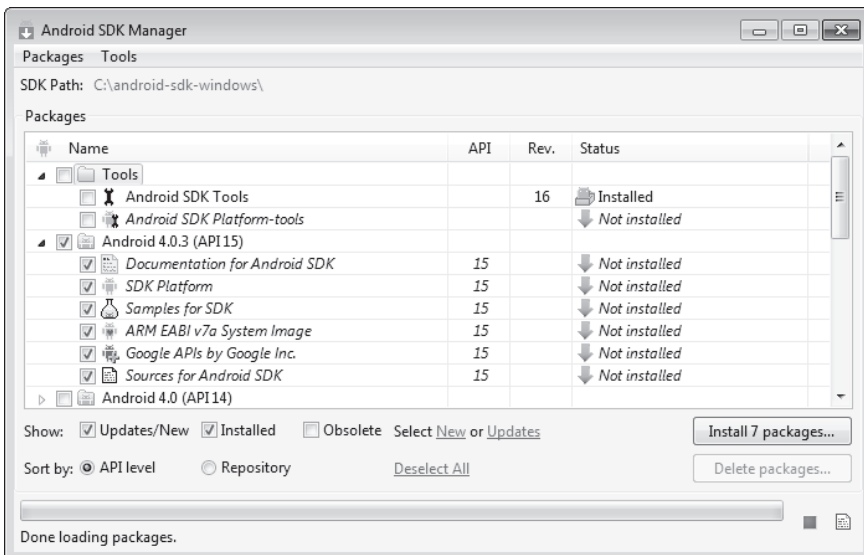 Android SDK Manager
Packages Tools
SDK Path: C:\android-sdk-windows\
Packages
Name API Rev. Status
Tools
Android SDK Tools 16 Installed
Android SDK Platform-tools Not installed
Android 4.0.3 (API 15)
Documentation for Android SDK 15 Not installed
SDK Platform 15 Not installed
Samples for SDK 15 Not installed
ARM EABI v7a System Image 15 Not installed
Google APIs by Google Inc. 15 Not installed
Sources for Android SDK 15 Not installed
Android 4.0 (API 14)
Show: Updates/New Installed Obsolete Select New or Updates Install 7 packages...
Sort by: API level Repository Deselect All Delete packages...
Done loading packages.